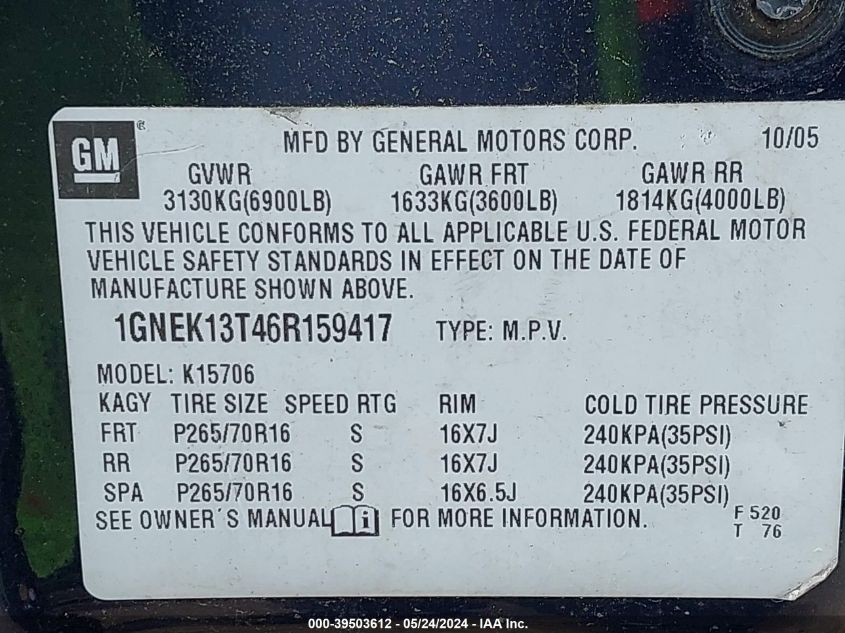 GM ®
MFD BY GENERAL MOTORS CORP. 10/05
GVWR GAWR FRT GAWR RR
3130KG(6900LB) 1633KG(3600LB) 1814KG(4000LB)
THIS VEHICLE CONFORMS TO ALL APPLICABLE U.S. FEDERAL MOTOR
VEHICLE SAFETY STANDARDS IN EFFECT ON THE DATE OF
MANUFACTURE SHOWN ABOVE.
1GNEK13T46R159417 TYPE: M.P.V.
MODEL: K15706
KAGY TIRE SIZE SPEED RTG RIM COLD TIRE PRESSURE
FRT P265/70R16 S 16X7J 240KPA(35PSI)
RR P265/70R16 S 16X7J 240KPA(35PSI)
SPA P265/70R16 S 16X6.5J 240KPA(35PSI)
SEE OWNER'S MANUAL i FOR MORE INFORMATION.
F 520
T 76
000-39503612 - 05/24/2024 - IAA Inc.